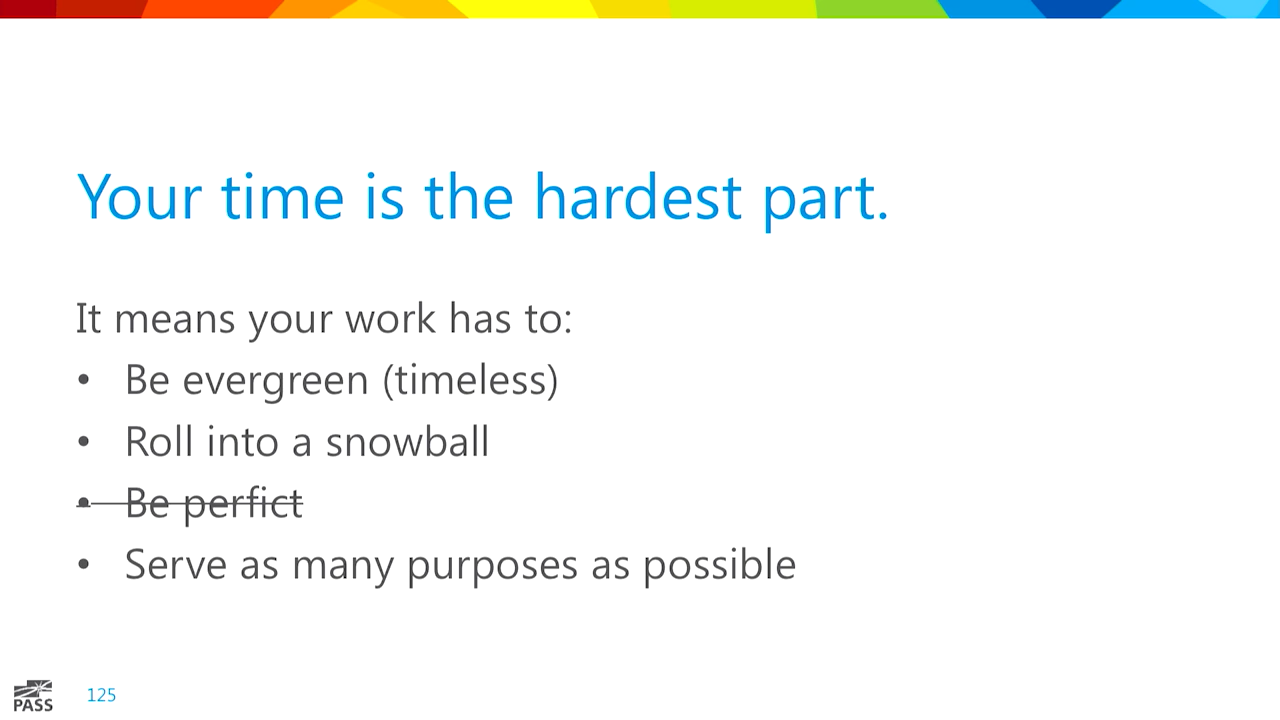 Your time is the hardest part.
It means your work has to:
• Be evergreen (timeless)
• Roll into a snowball
• Be perfict
• Serve as many purposes as possible
PASS
125